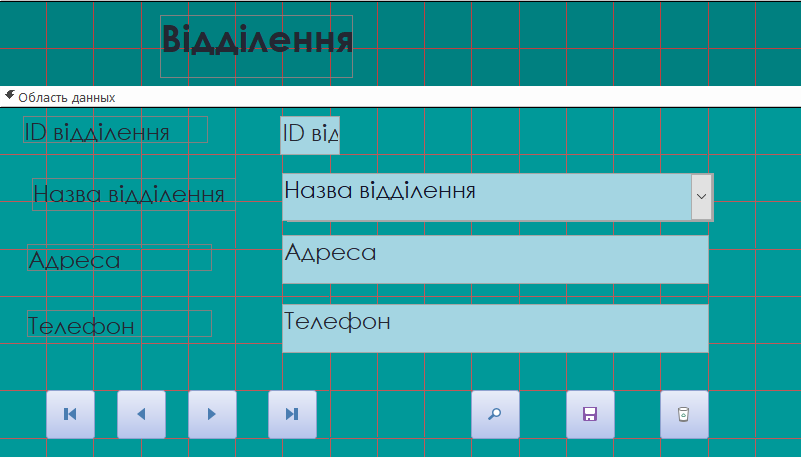 Відділення
Область данных
ID відділення
ID від
Назва відділення
Назва відділення
Адреса
Адреса
Телефон
Телефон